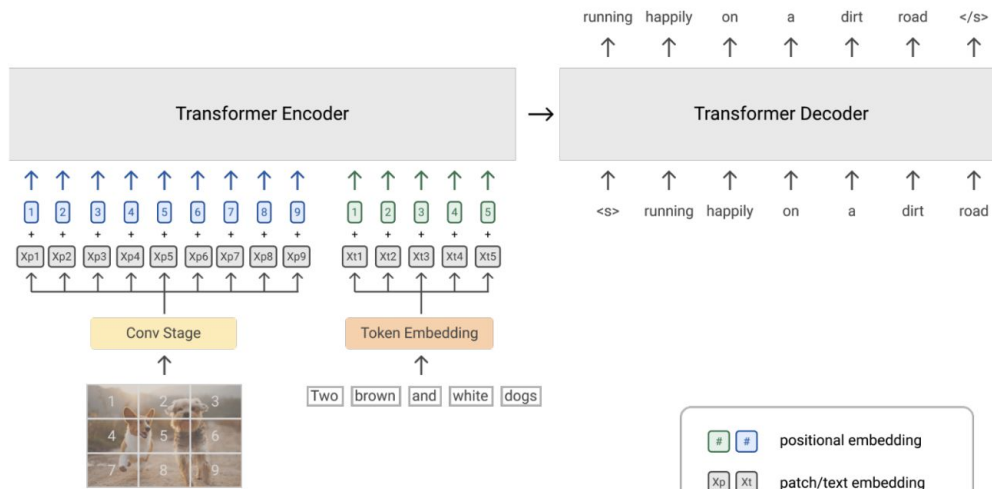 running happily on a dirt road </s>
Transformer Encoder
Transformer Decoder
1 2 3 4 5 6 7 8 9
1 2 3 4 5
+ + + + + + + + +
+ + + + +
Xp1 Xp2 Xp3 Xp4 Xp5 Xp6 Xp7 Xp8 Xp9
Xt1 Xt2 Xt3 Xt4 Xt5
<s> running happily on a dirt road
Conv Stage
Token Embedding
Two brown and white dogs
1 2 3
4 5 6
7 8 9
# # positional embedding
Xp Xt patch/text embedding